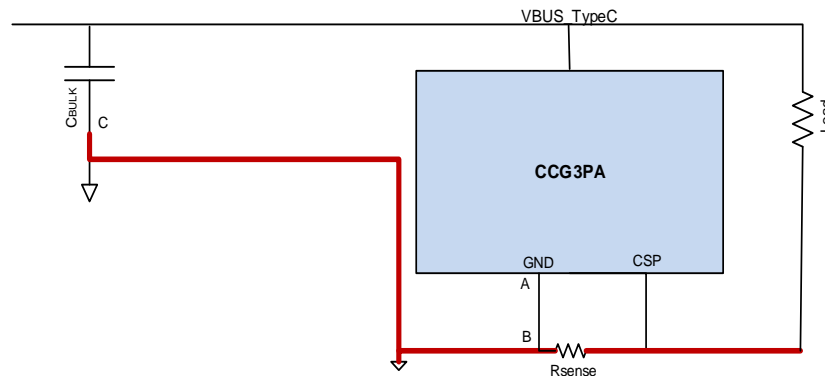 VBUS_TypeC
CBULK
C
CCG3PA
GND
CSP
A
B
Rsense